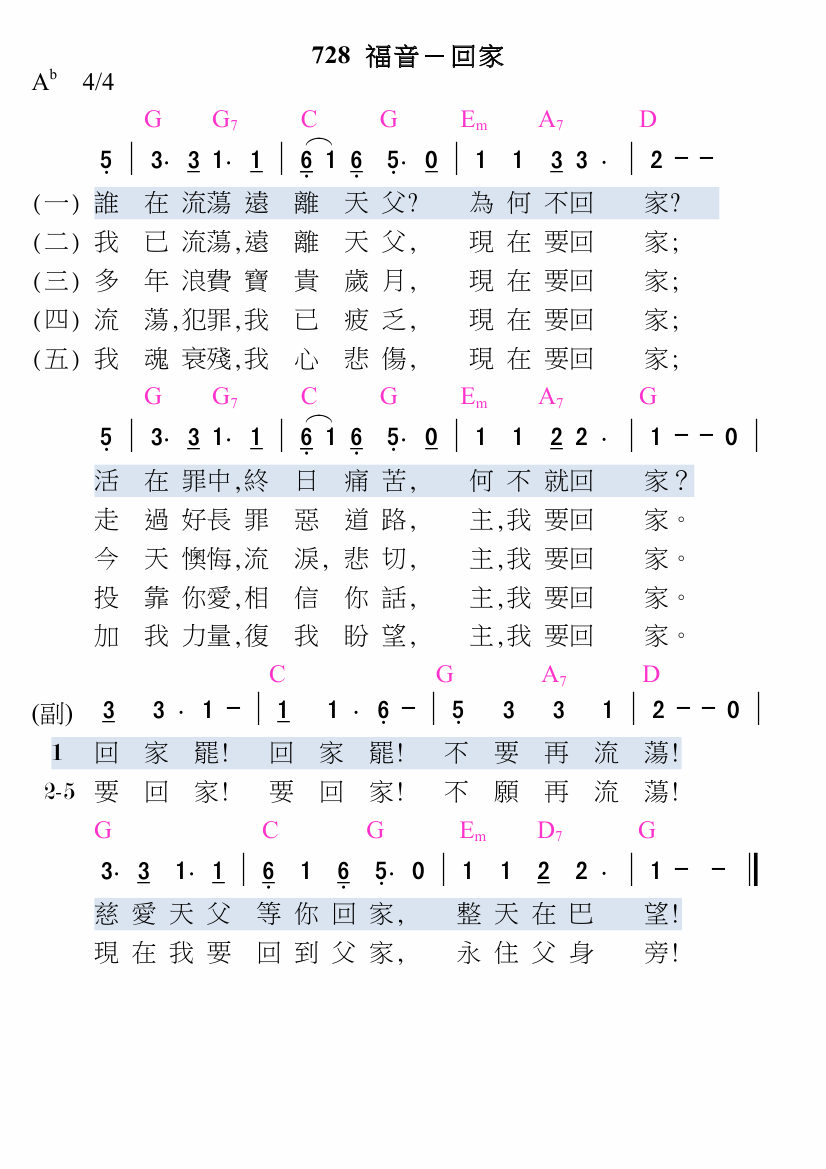 728 福音－回家
Ab 4/4
G G7 C G Em A7 D
5 | 3· 3 1· 1 | 6 1 6 5· 0 | 1 1 3 3 · | 2 － －
(一) 誰 在 流蕩 遠 離 天 父? 為 何 不回 家?
(二) 我 已 流蕩,遠 離 天 父, 現 在 要回 家;
(三) 多 年 浪費 寶 貴 歲 月, 現 在 要回 家;
(四) 流 蕩,犯罪,我 已 疲 乏, 現 在 要回 家;
(五) 我 魂 衰殘,我 心 悲 傷, 現 在 要回 家;
G G7 C G Em A7 G
5 | 3· 3 1· 1 | 6 1 6 5· 0 | 1 1 2 2 · | 1 － － 0 |
活 在 罪中,終 日 痛 苦, 何 不 就回 家？
走 過 好長 罪 惡 道 路, 主,我 要回 家。
今 天 懊悔,流 淚, 悲 切, 主,我 要回 家。
投 靠 你愛,相 信 你 話, 主,我 要回 家。
加 我 力量,復 我 盼 望, 主,我 要回 家。
C G A7 D
(副) 3 3 · 1 － | 1 1 · 6 － | 5 3 3 1 | 2 － － 0 |
1 回 家 罷! 回 家 罷! 不 要 再 流 蕩!
2-5 要 回 家! 要 回 家! 不 願 再 流 蕩!
G C G Em D7 G
3· 3 1· 1 | 6 1 6 5· 0 | 1 1 2 2 · | 1 － － ‖
慈 愛 天 父 等 你 回 家, 整 天 在 巴 望!
現 在 我 要 回 到 父 家, 永 住 父 身 旁!